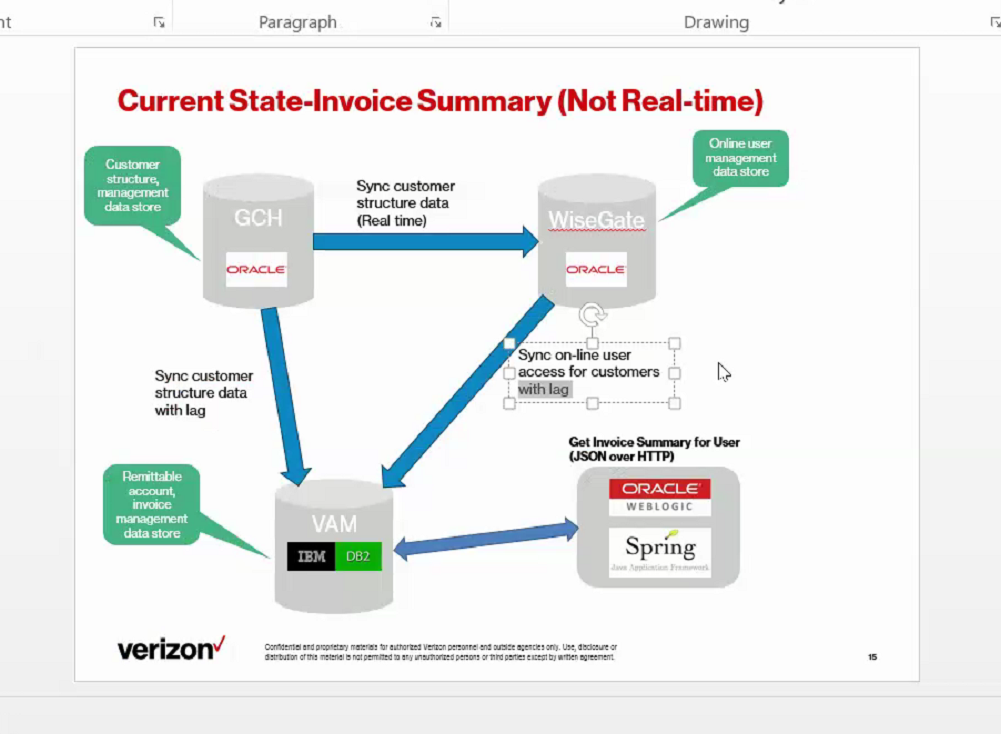 nt
Paragraph
Drawing
Current State-Invoice Summary (Not Real-time)
Customer
structure,
management
data store
GCH
ORACLE
Sync customer
structure data
(Real time)
WiseGate
ORACLE
Online user
management
data store
Sync customer
structure data
with lag
Sync on-line user
access for customers
with lag
Get Invoice Summary for User
(JSON over HTTP)
ORACLE
WEBLOGIC
Spring
Java Application Framework
Remittable
account,
invoice
management
data store
VAM
IBM DB2
verizon
Confidential and proprietary materials for authorized Verizon personnel and outside agencies only. Use, disclosure or
distribution of this material is not permitted to any unauthorized persons or third parties except by written agreement.
15